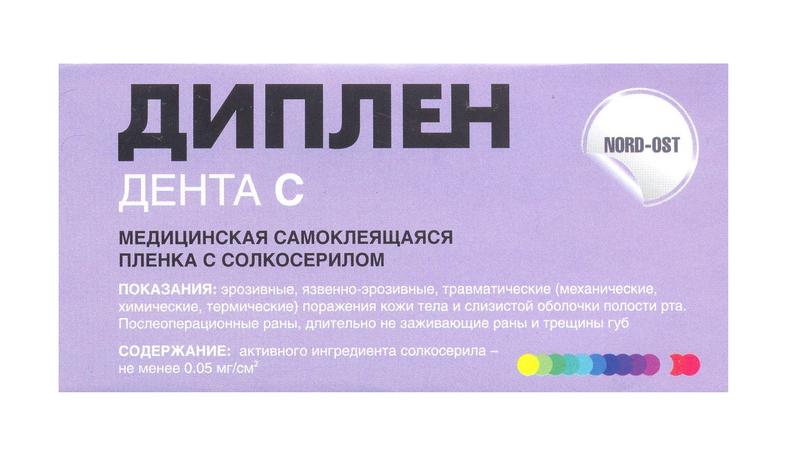 ДИПЛЕН
NORD-OST
ДЕНТА С
МЕДИЦИНСКАЯ САМОКЛЕЯЩАЯСЯ
ПЛЕНКА С СОЛКОСЕРИЛОМ
ПОКАЗАНИЯ: эрозивные, язвенно-эрозивные, травматические (механические,
химические, термические) поражения кожи тела и слизистой оболочки полости рта.
Послеоперационные раны, длительно не заживающие раны и трещины губ
СОДЕРЖАНИЕ: активного ингредиента солкосерила –
не менее 0.05 мг/см²